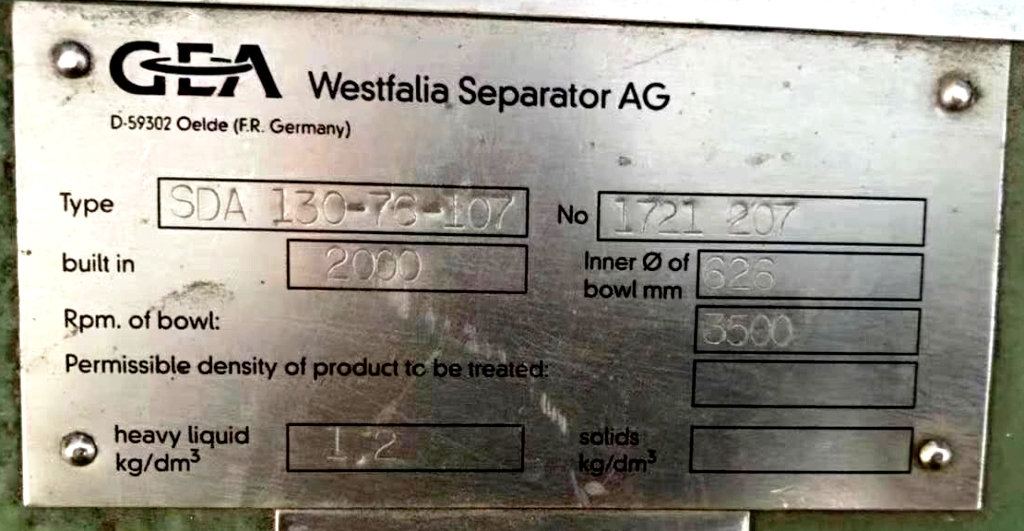 GEA Westfalia Separator AG
D-59302 Oelde (F.R. Germany)
Type SDA 130-76-107 No 1721 207
built in 2000 Inner Ø of bowl mm 626
Rpm. of bowl: 3500
Permissible density of product to be treated:
heavy liquid kg/dm³ 1,2 solids kg/dm³